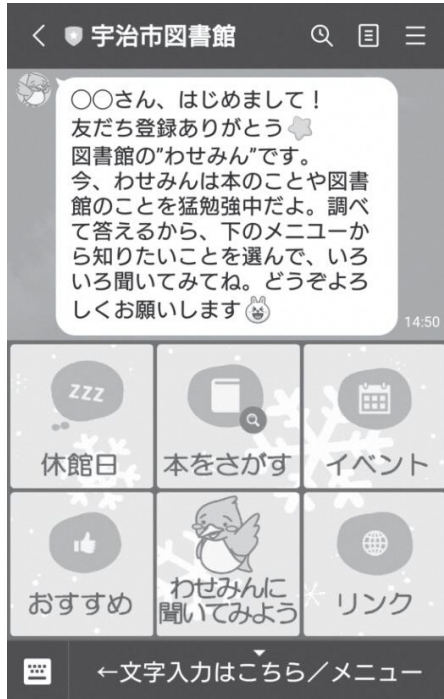 宇治市図書館
○○さん、はじめまして！
友だち登録ありがとう
図書館の”わせみん”です。
今、わせみんは本のことや図書
館のことを猛勉強中だよ。調べ
て答えるから、下のメニューか
ら知りたいことを選んで、いろ
いろ聞いてみてね。どうぞよろ
しくお願いします
14:50
zzz
休館日
本をさがす
イベント
おすすめ
わせみんに
聞いてみよう
リンク
←文字入力はこちら／メニュー